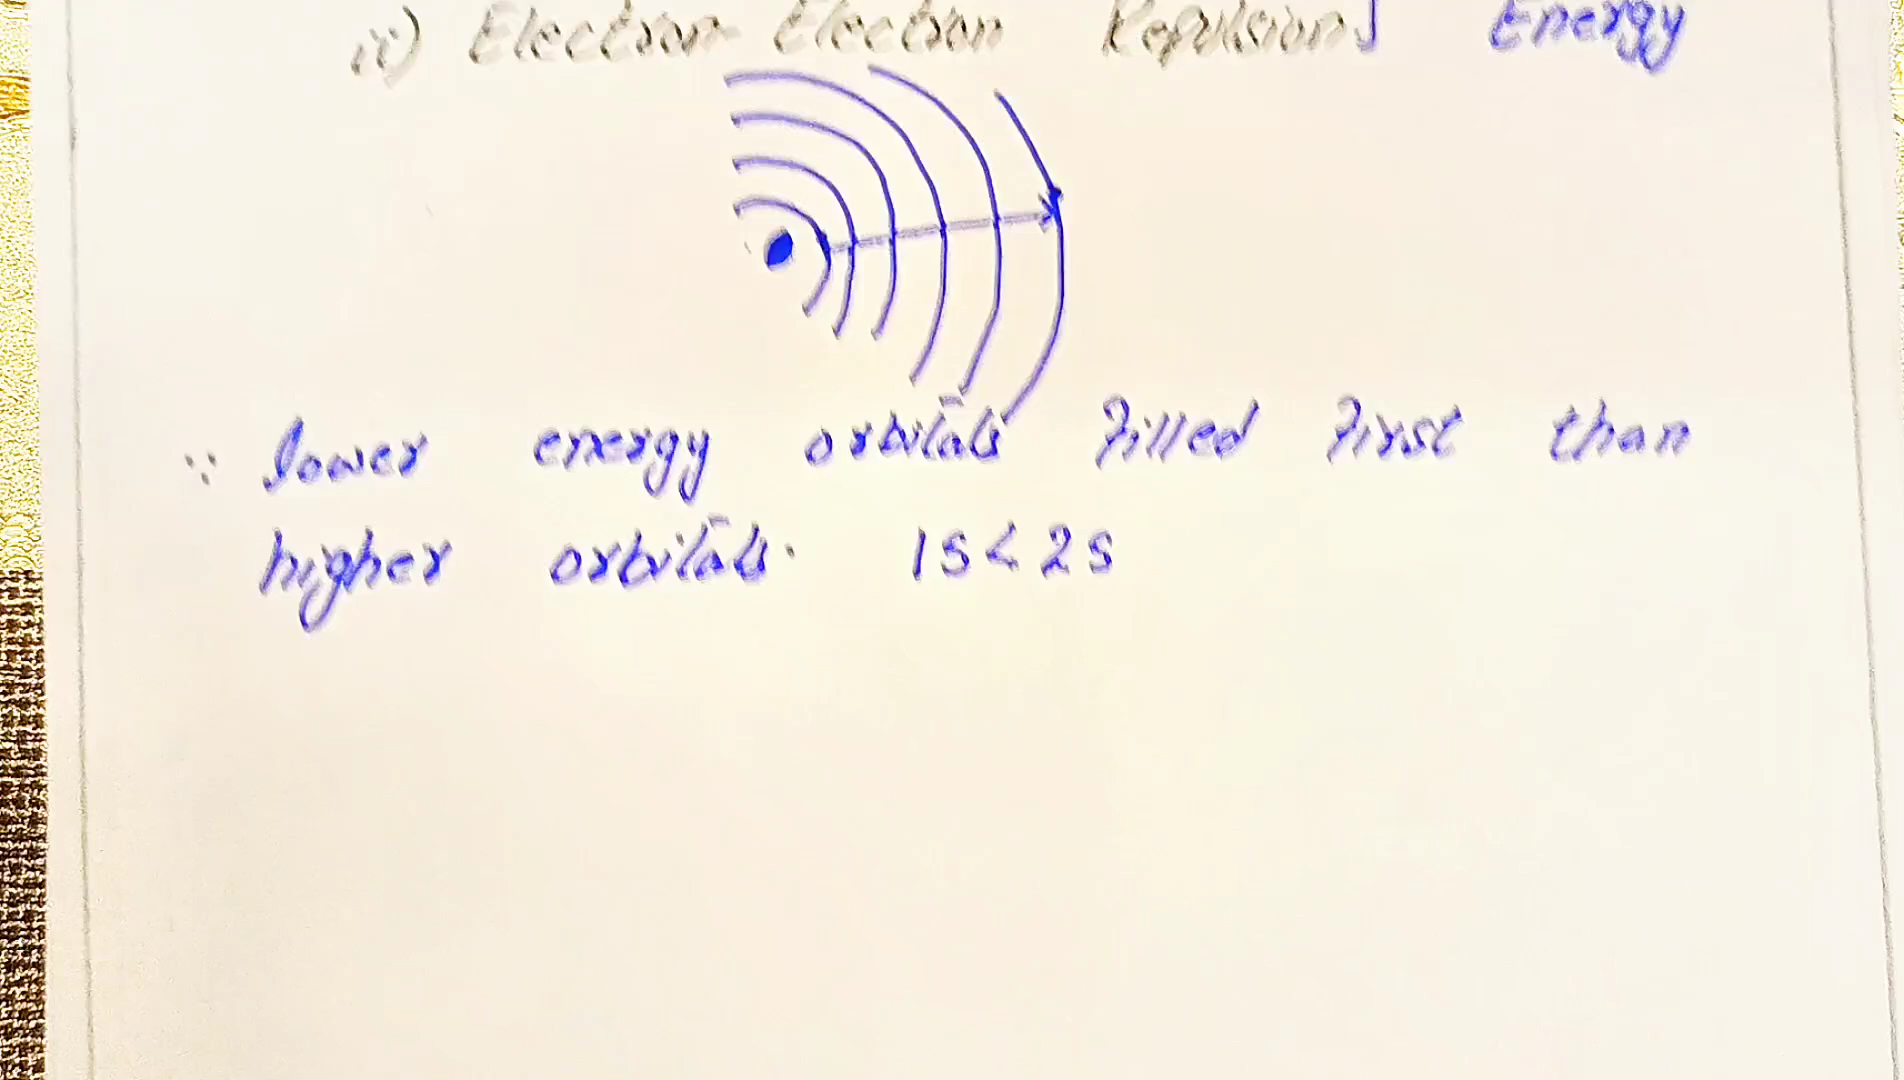 ii) Electron-Electron Repulsions Energy
∵ lower energy orbitals filled first than
higher orbitals. 1s < 2s